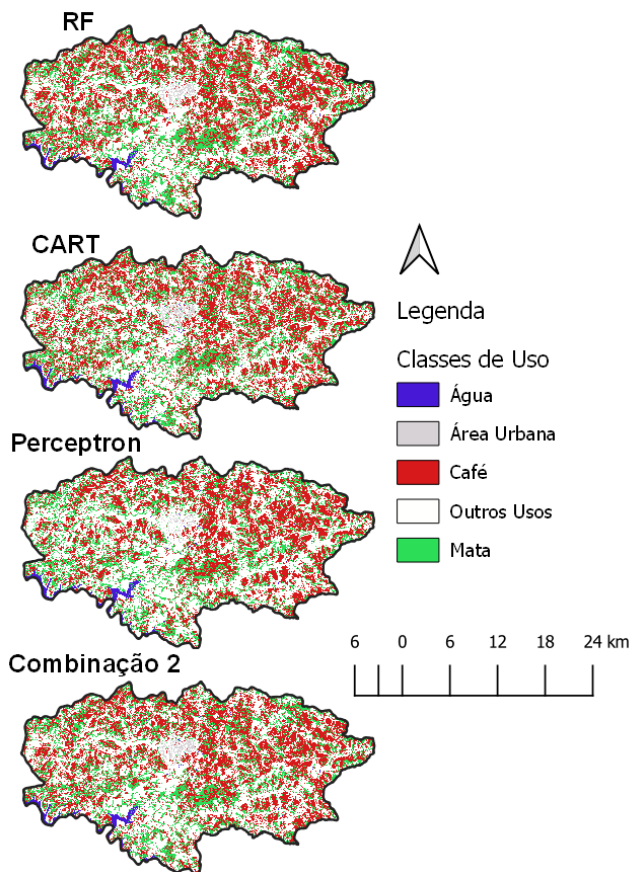 RF
CART
Perceptron
Combinação 2
Legenda
Classes de Uso
Água
Área Urbana
Café
Outros Usos
Mata
6 0 6 12 18 24 km